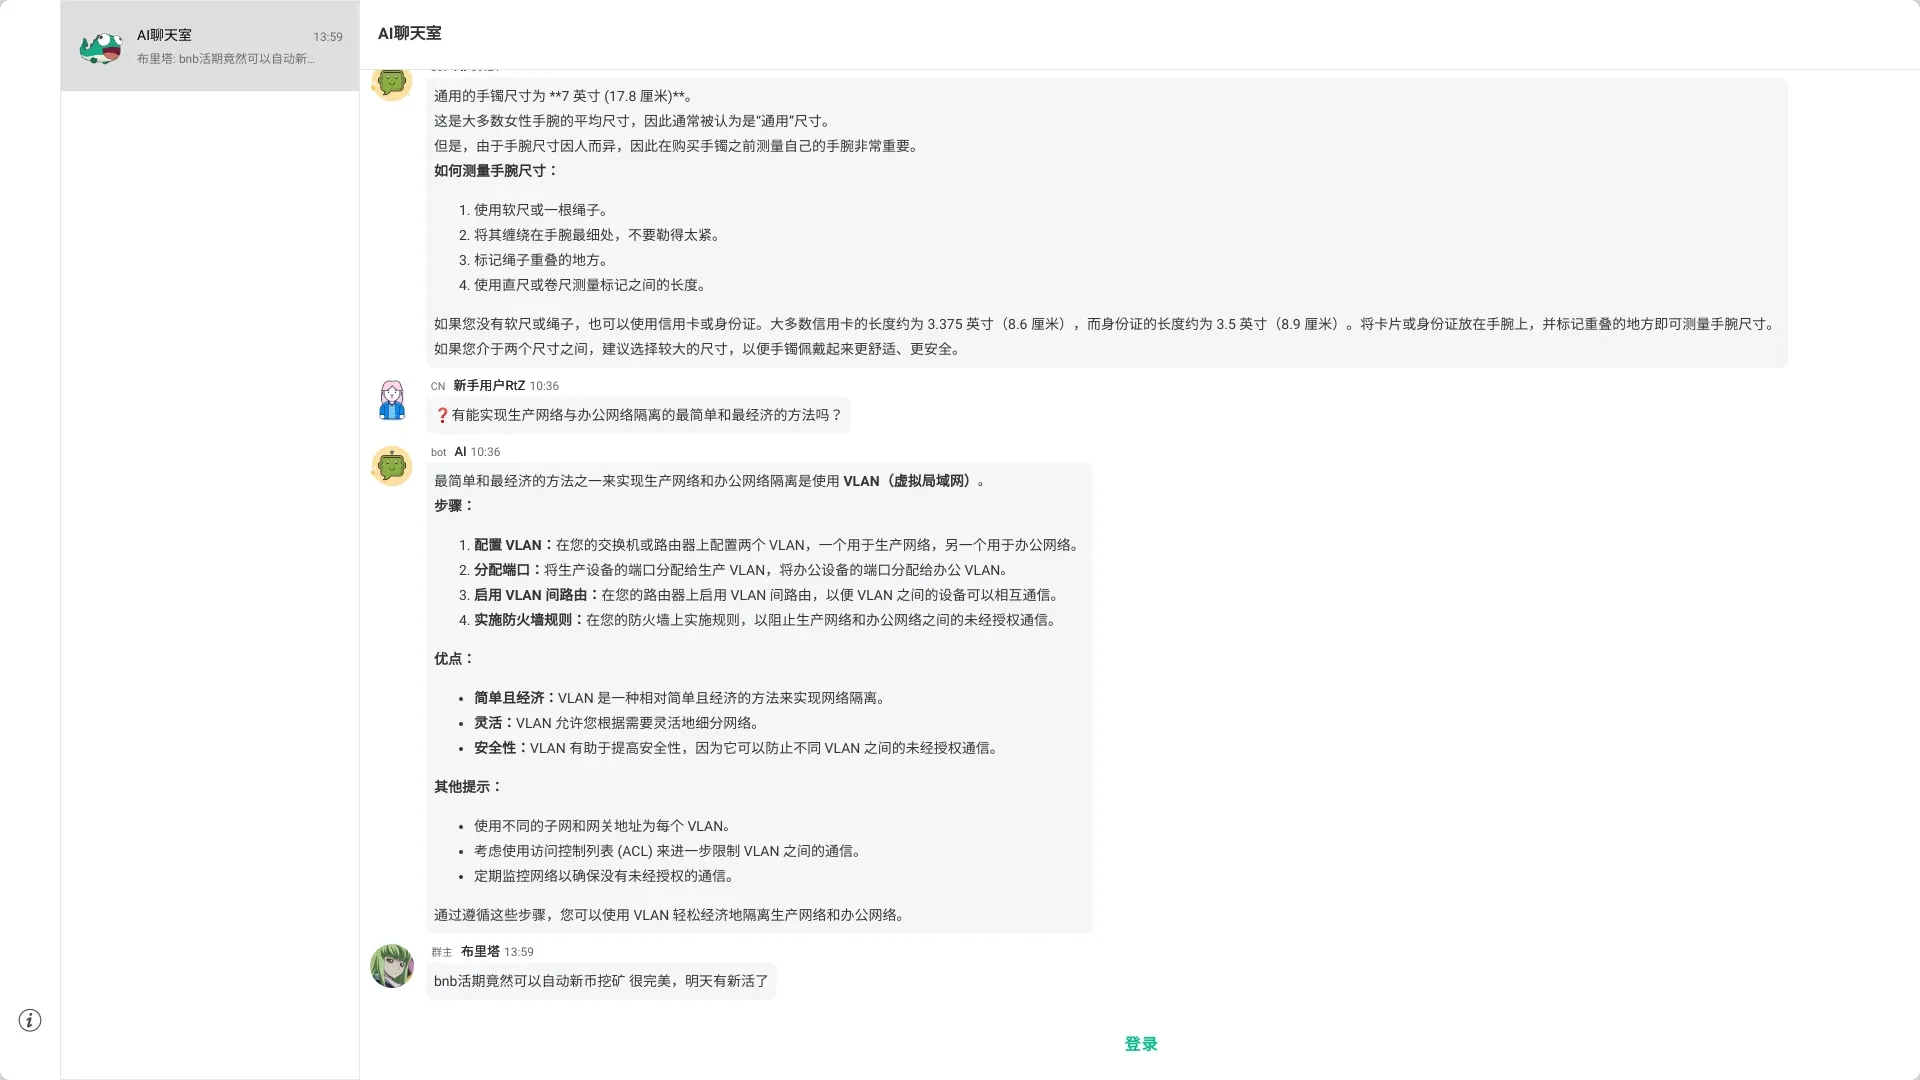 AI聊天室
13:59
布里塔: bnb活期竟然可以自动新...
AI聊天室
通用的手镯尺寸为 **7 英寸 (17.8 厘米)**。
这是大多数女性手腕的平均尺寸，因此通常被认为是“通用”尺寸。
但是，由于手腕尺寸因人而异，因此在购买手镯之前测量自己的手腕非常重要。
如何测量手腕尺寸：
1. 使用软尺或一根绳子。
2. 将其缠绕在手腕最细处，不要勒得太紧。
3. 标记绳子重叠的地方。
4. 使用直尺或卷尺测量标记之间的长度。
如果您没有软尺或绳子，也可以使用信用卡或身份证。大多数信用卡的长度约为 3.375 英寸（8.6 厘米），而身份证的长度约为 3.5 英寸（8.9 厘米）。将卡片或身份证放在手腕上，并标记重叠的地方即可测量手腕尺寸。
如果您介于两个尺寸之间，建议选择较大的尺寸，以便手镯佩戴起来更舒适、更安全。
CN 新手用户RtZ 10:36
❓有能实现生产网络与办公网络隔离的最简单和最经济的方法吗？
bot AI 10:36
最简单和最经济的方法之一来实现生产网络和办公网络隔离是使用 VLAN（虚拟局域网）。
步骤：
1. 配置 VLAN：在您的交换机或路由器上配置两个 VLAN，一个用于生产网络，另一个用于办公网络。
2. 分配端口：将生产设备的端口分配给生产 VLAN，将办公设备的端口分配给办公 VLAN。
3. 启用 VLAN 间路由：在您的路由器上启用 VLAN 间路由，以便 VLAN 之间的设备可以相互通信。
4. 实施防火墙规则：在您的防火墙上实施规则，以阻止生产网络和办公网络之间的未经授权通信。
优点：
• 简单且经济：VLAN 是一种相对简单且经济的方法来实现网络隔离。
• 灵活：VLAN 允许您根据需要灵活地细分网络。
• 安全性：VLAN 有助于提高安全性，因为它可以防止不同 VLAN 之间的未经授权通信。
其他提示：
• 使用不同的子网和网关地址为每个 VLAN。
• 考虑使用访问控制列表 (ACL) 来进一步限制 VLAN 之间的通信。
• 定期监控网络以确保没有未经授权的通信。
通过遵循这些步骤，您可以使用 VLAN 轻松经济地隔离生产网络和办公网络。
群主 布里塔 13:59
bnb活期竟然可以自动新币挖矿 很完美，明天有新活了
登录